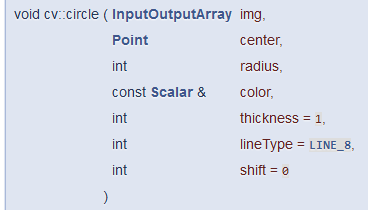 void cv::circle ( InputOutputArray img,
Point center,
int radius,
const Scalar & color,
int thickness = 1,
int lineType = LINE_8,
int shift = 0
)